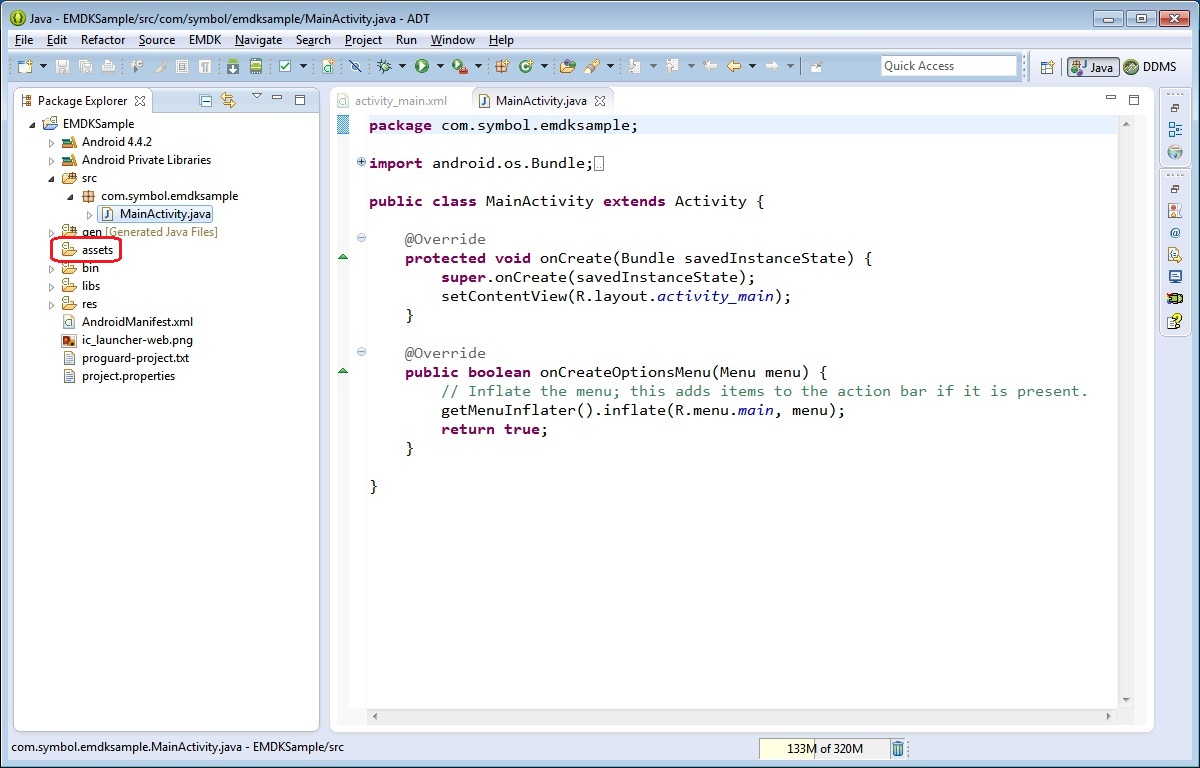 Java - EMDKSample/src/com/symbol/emdksample/MainActivity.java - ADT
File Edit Refactor Source EMDK Navigate Search Project Run Window Help
Quick Access
Java
DDMS
Package Explorer
EMDKSample
Android 4.4.2
Android Private Libraries
src
com.symbol.emdksample
MainActivity.java
gen [Generated Java Files]
assets
bin
libs
res
AndroidManifest.xml
ic_launcher-web.png
proguard-project.txt
project.properties
activity_main.xml
MainActivity.java
package com.symbol.emdksample;
import android.os.Bundle;
public class MainActivity extends Activity {
@Override
protected void onCreate(Bundle savedInstanceState) {
super.onCreate(savedInstanceState);
setContentView(R.layout.activity_main);
}
@Override
public boolean onCreateOptionsMenu(Menu menu) {
// Inflate the menu; this adds items to the action bar if it is present.
getMenuInflater().inflate(R.menu.main, menu);
return true;
}
}
com.symbol.emdksample.MainActivity.java - EMDKSample/src
133M of 320M